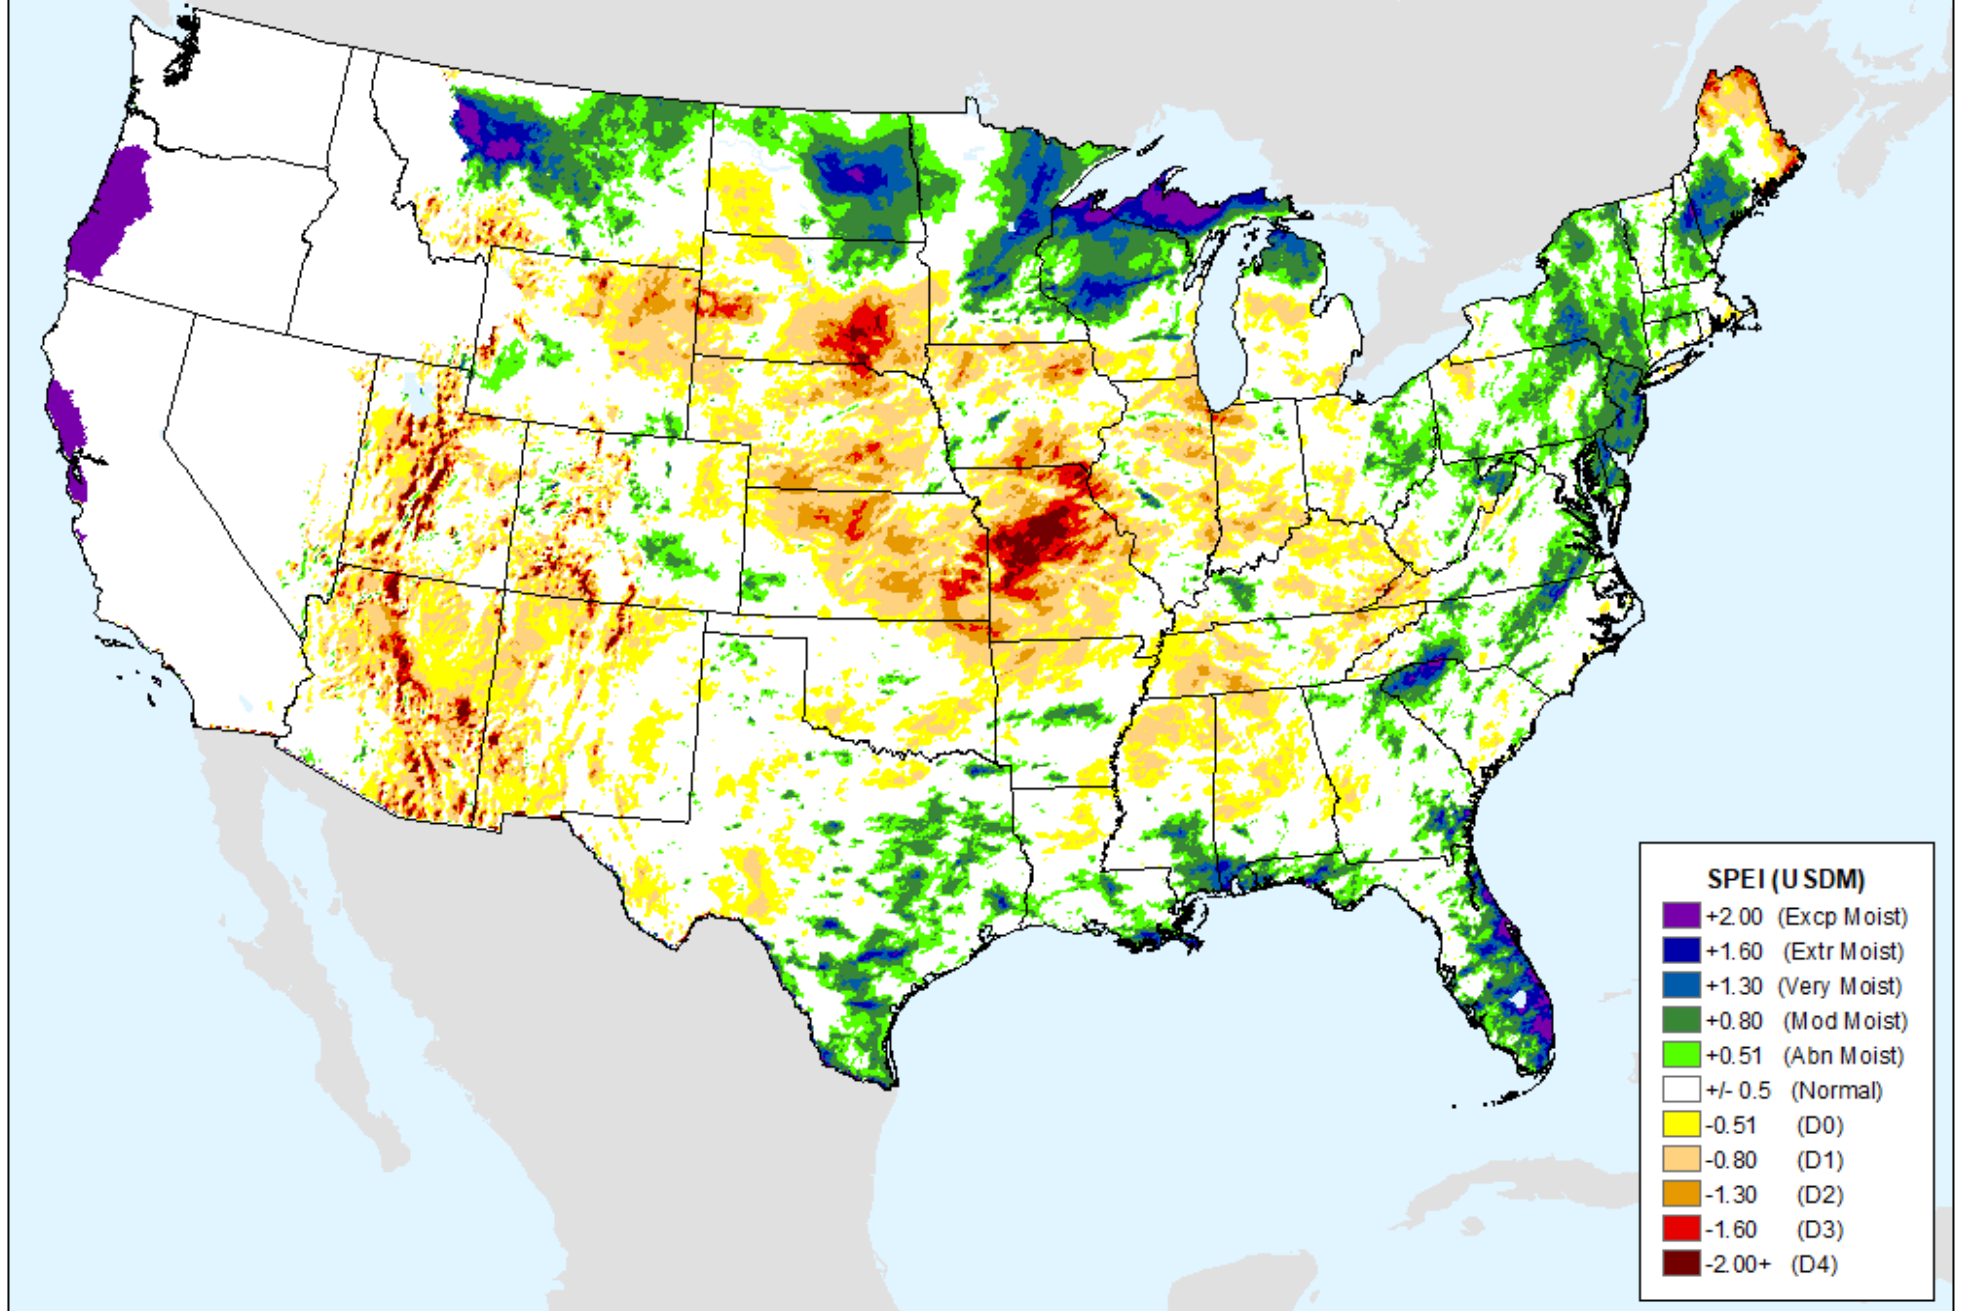 SPEI (USDM)
+2.00 (Excp Moist)
+1.60 (Extr Moist)
+1.30 (Very Moist)
+0.80 (Mod Moist)
+0.51 (Abn Moist)
+/- 0.5 (Normal)
-0.51 (D0)
-0.80 (D1)
-1.30 (D2)
-1.60 (D3)
-2.00+ (D4)